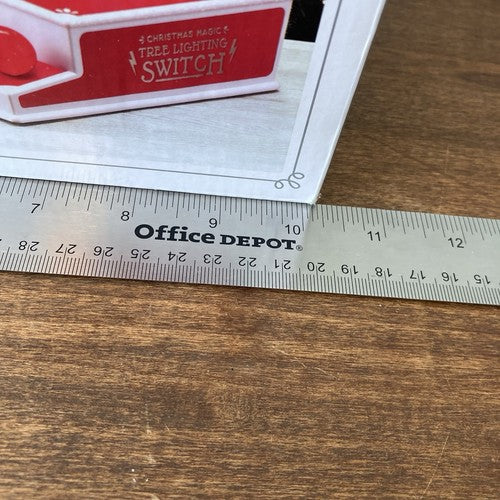 CHRISTMAS MAGIC
TREE LIGHTING
SWITCH
7 8 9 10 11 12
Office DEPOT®
28 27 26 25 24 23 22 21 20 19 18 17 16 15